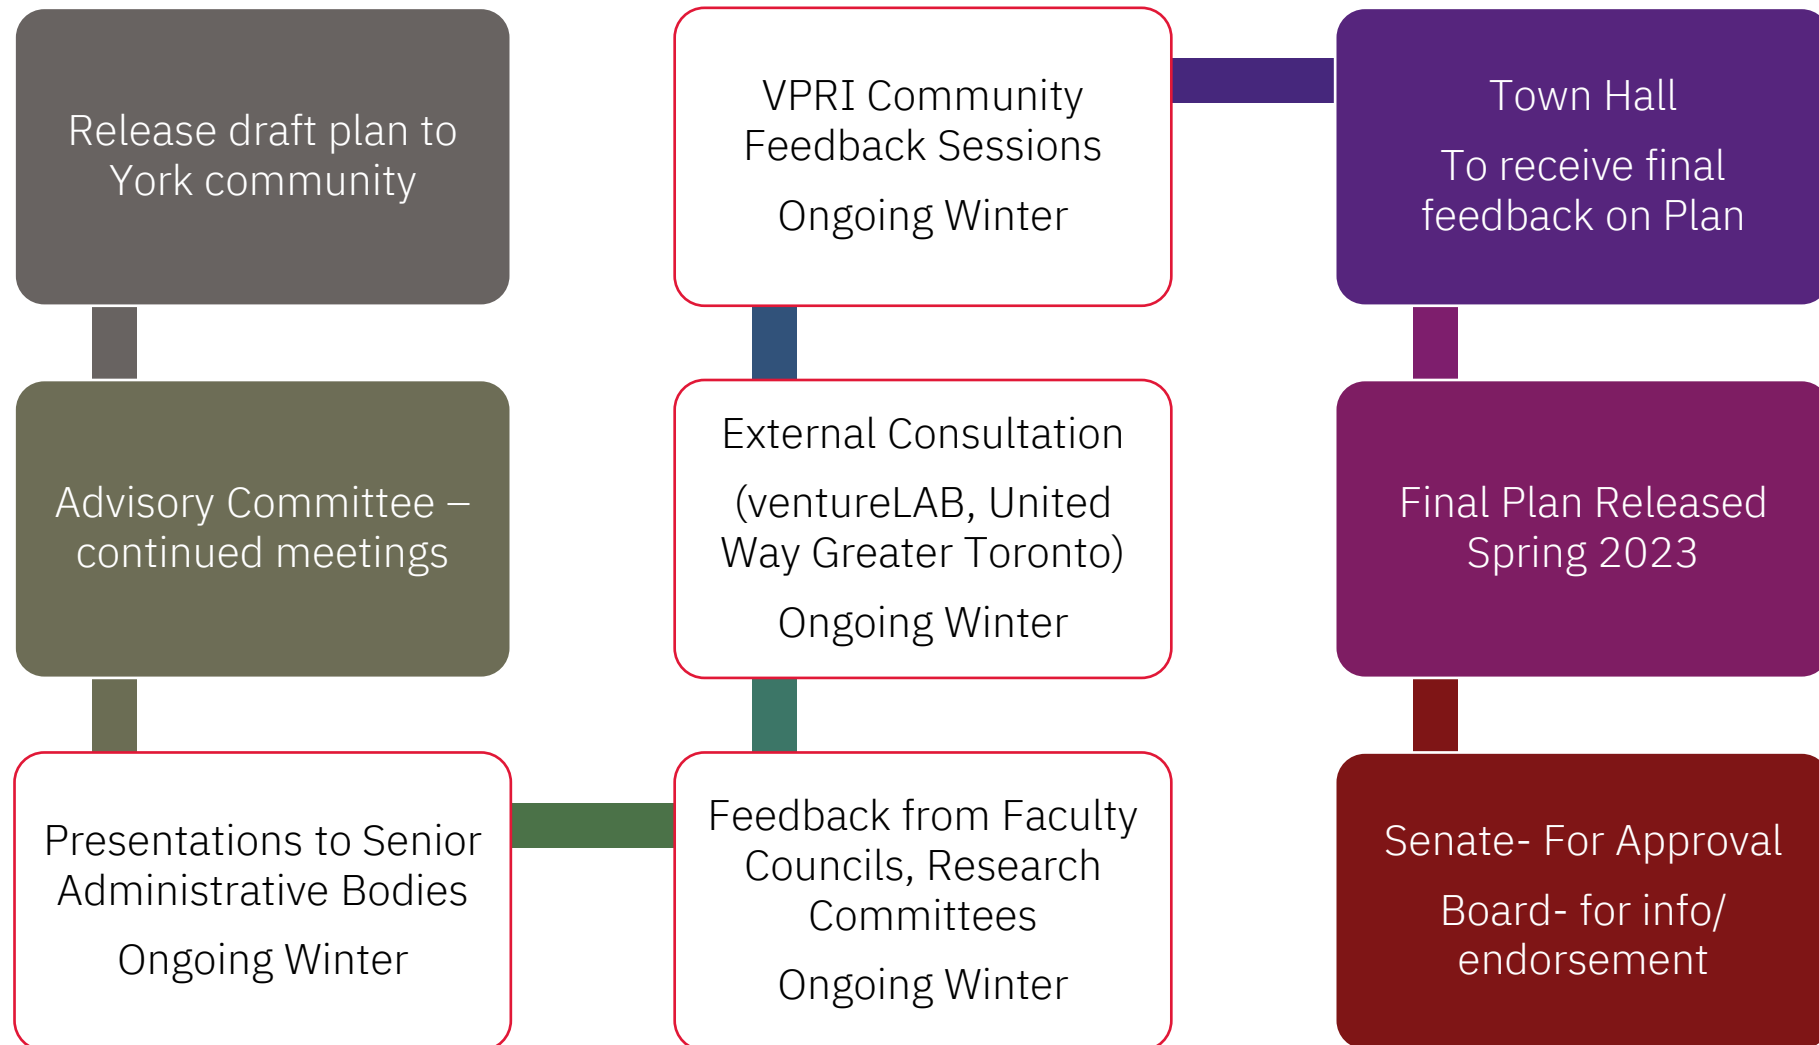 Release draft plan to
York community
Advisory Committee –
continued meetings
Presentations to Senior
Administrative Bodies
Ongoing Winter
Feedback from Faculty
Councils, Research
Committees
Ongoing Winter
External Consultation
(ventureLAB, United
Way Greater Toronto)
Ongoing Winter
VPRI Community
Feedback Sessions
Ongoing Winter
Town Hall
To receive final
feedback on Plan
Final Plan Released
Spring 2023
Senate- For Approval
Board- for info/
endorsement